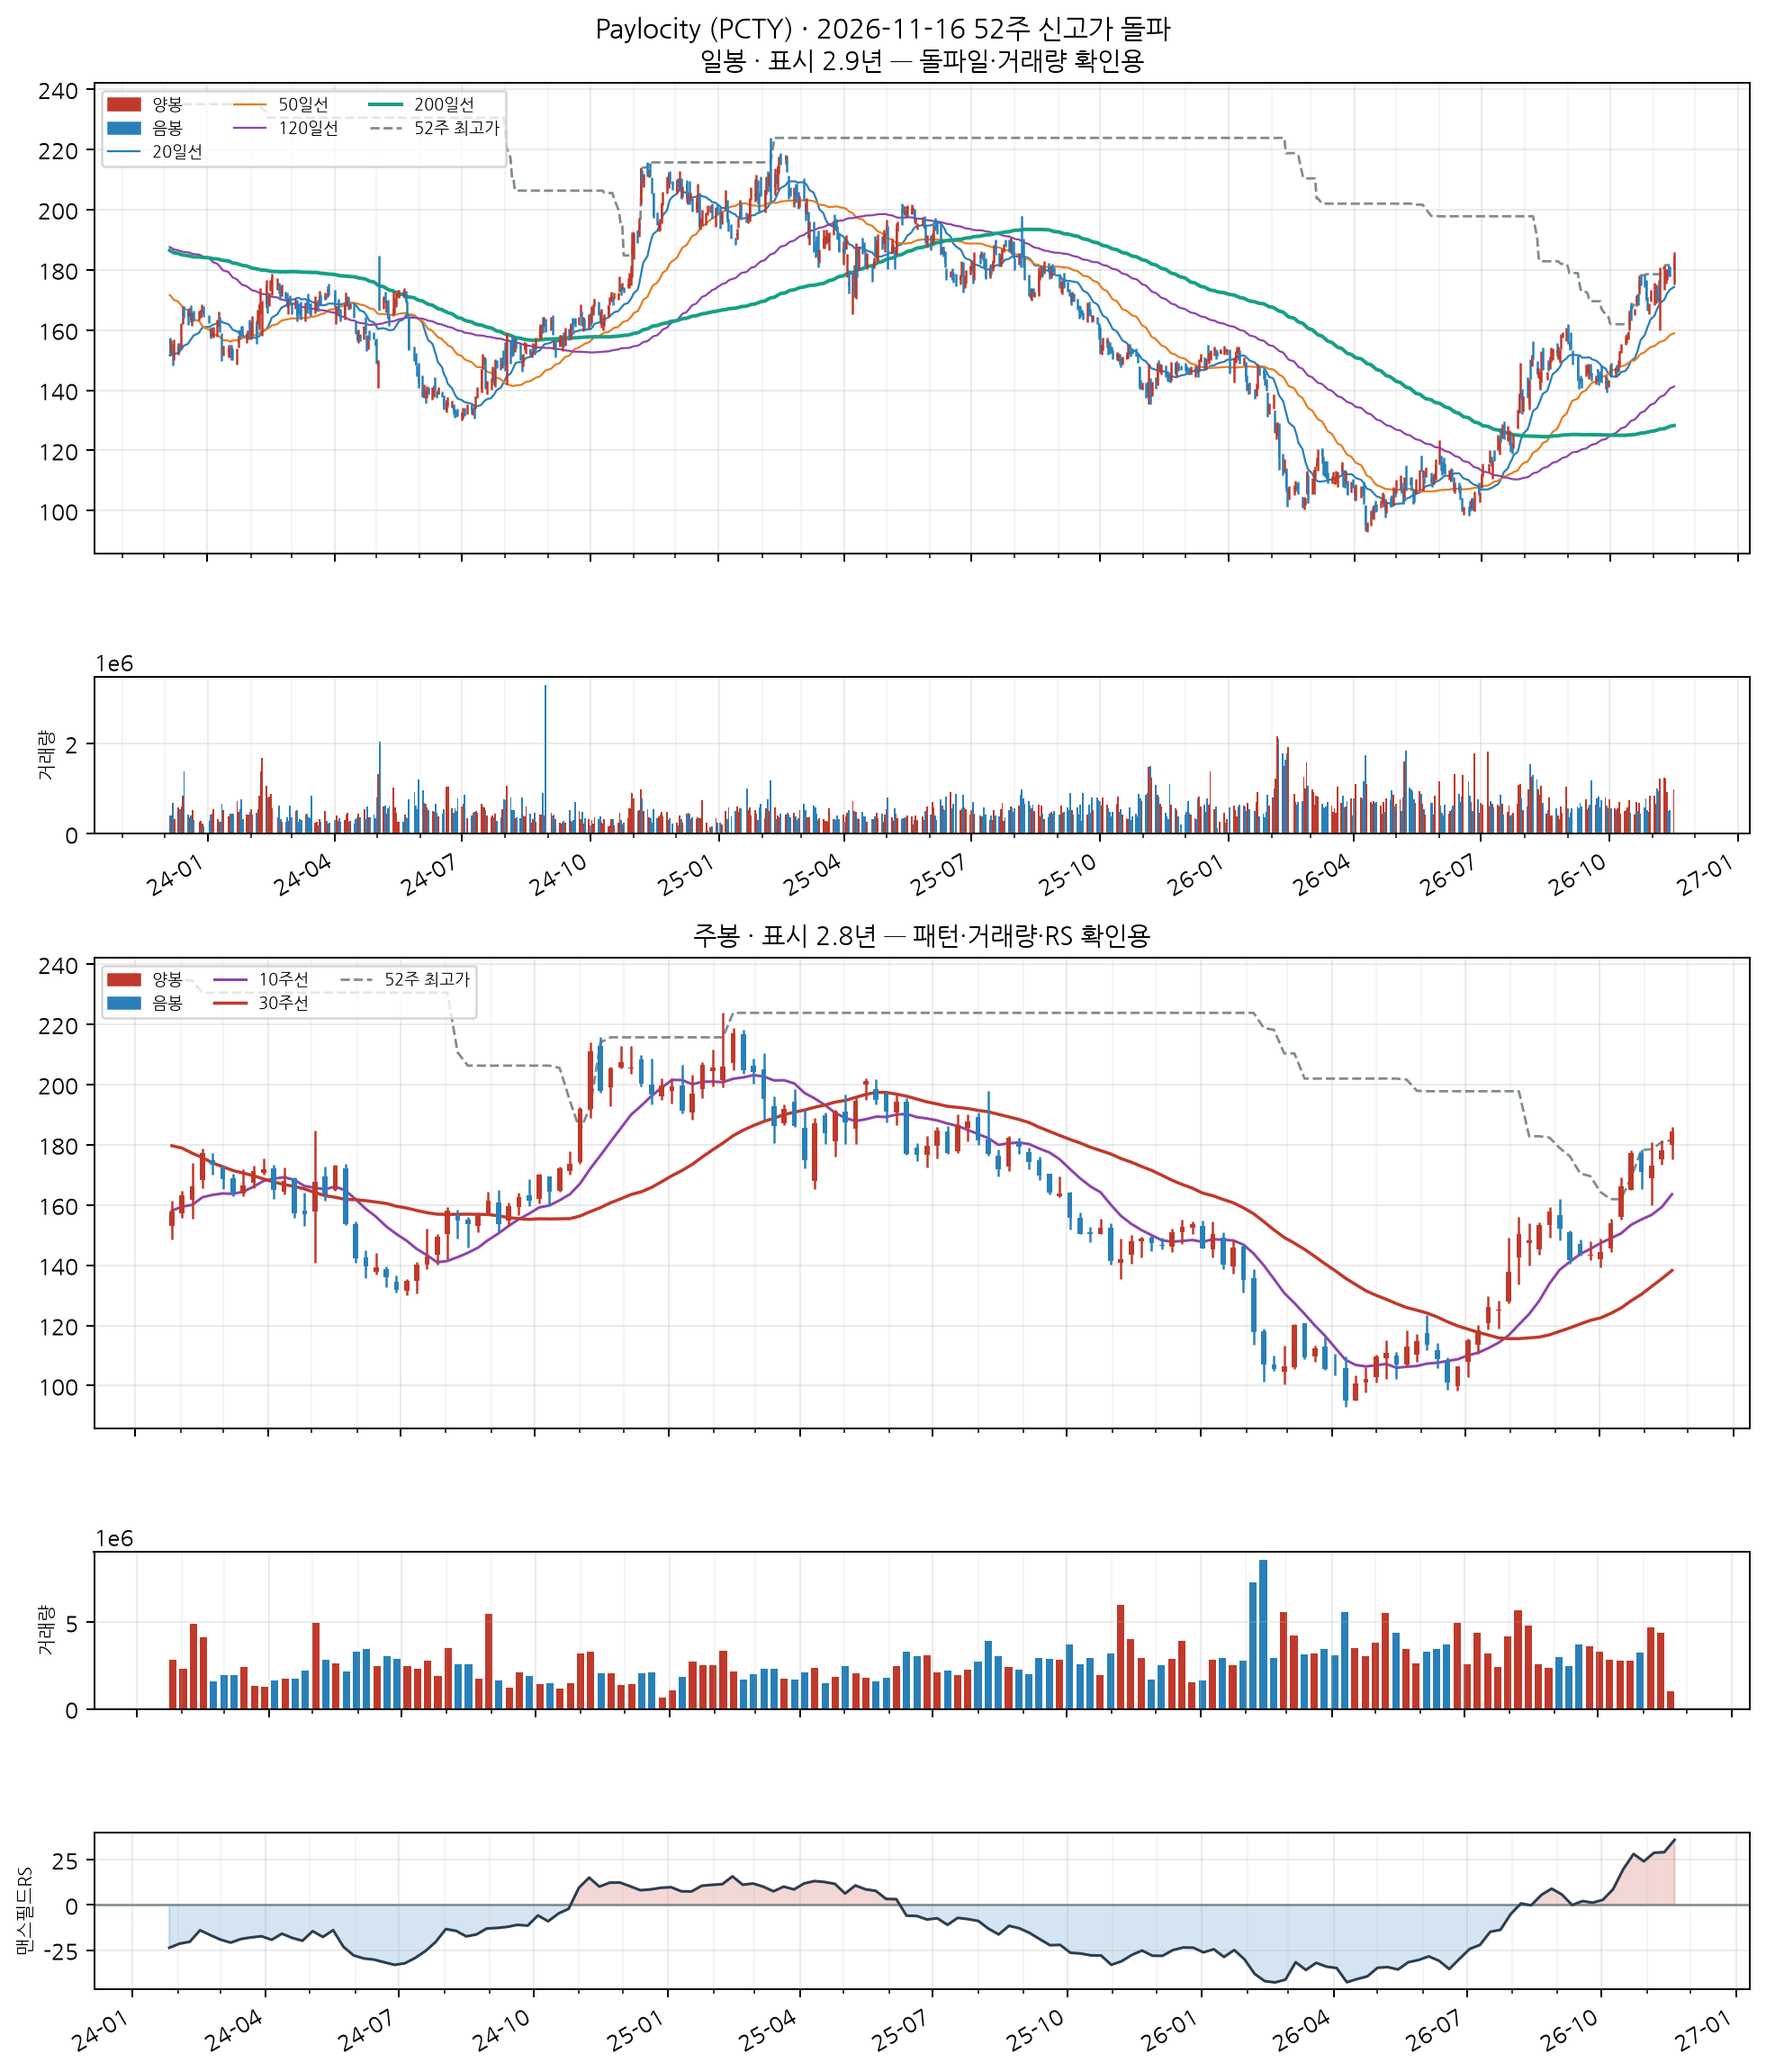 Paylocity (PCTY) · 2026-11-16 52주 신고가 돌파
일봉 · 표시 2.9년 — 돌파일·거래량 확인용
양봉 50일선 200일선
음봉 120일선 52주 최고가
20일선
240
220
200
180
160
140
120
100
1e6
거래량
2
0
24-01 24-04 24-07 24-10 25-01 25-04 25-07 25-10 26-01 26-04 26-07 26-10 27-01
주봉 · 표시 2.8년 — 패턴·거래량·RS 확인용
양봉 10주선 52주 최고가
음봉 30주선
240
220
200
180
160
140
120
100
1e6
거래량
5
0
맨스필드RS
25
0
-25
24-01 24-04 24-07 24-10 25-01 25-04 25-07 25-10 26-01 26-04 26-07 26-10 27-01